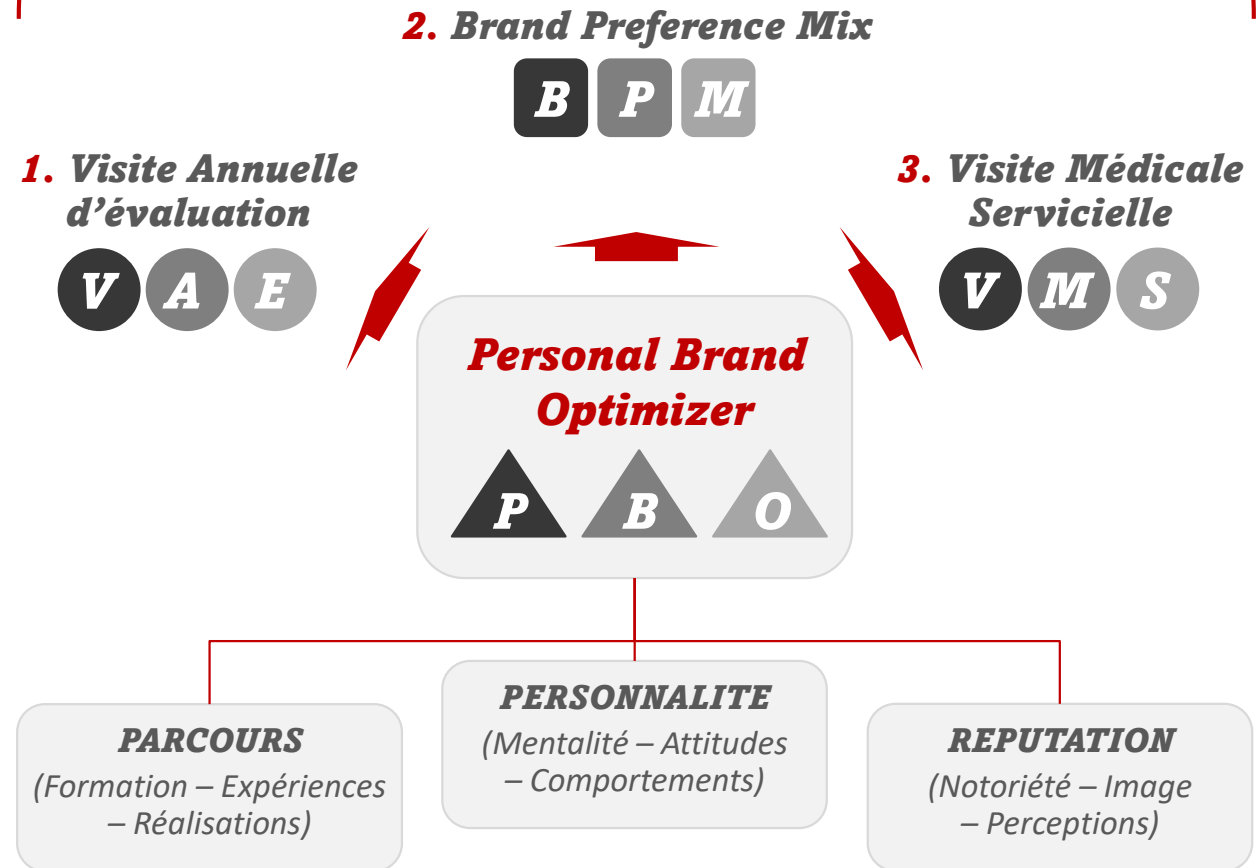 2. Brand Preference Mix
B P M
1. Visite Annuelle
d’évaluation
V A E
3. Visite Médicale
Servicielle
V M S
Personal Brand
Optimizer
P B O
PARCOURS
(Formation – Expériences
– Réalisations)
PERSONNALITE
(Mentalité – Attitudes
– Comportements)
REPUTATION
(Notoriété – Image
– Perceptions)